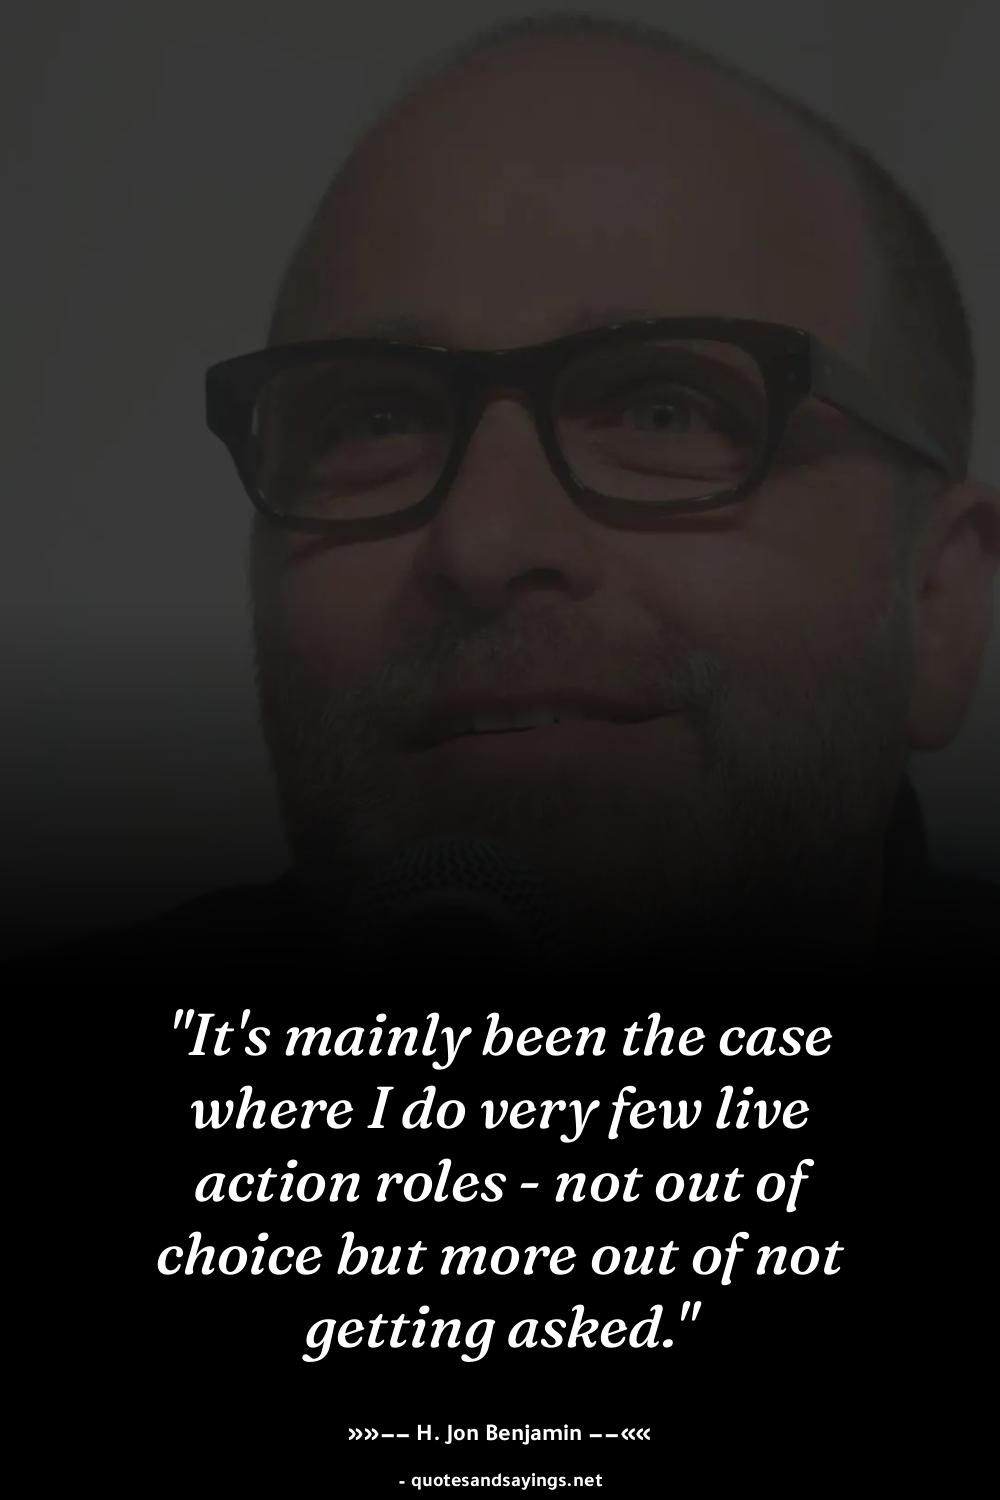 "It's mainly been the case
where I do very few live
action roles - not out of
choice but more out of not
getting asked."
»»−− H. Jon Benjamin −−««
- quotesandsayings.net